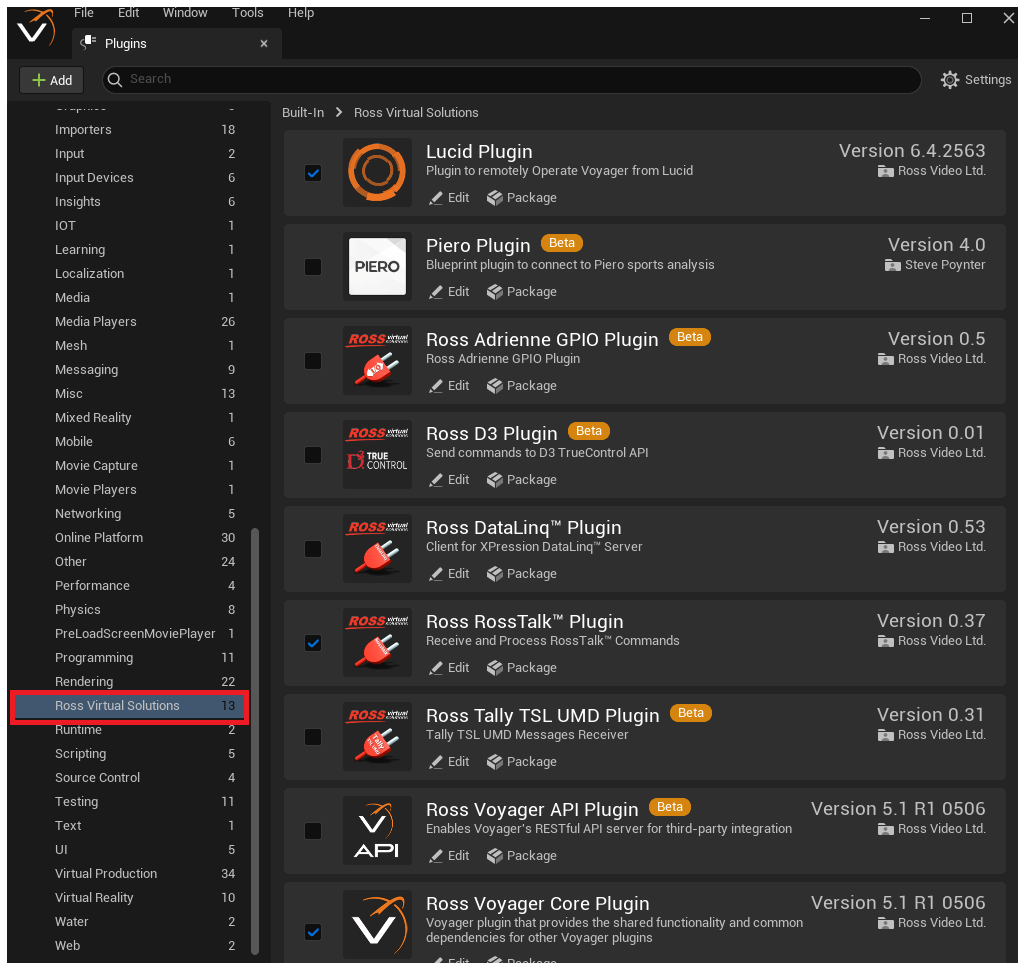 File Edit Window Tools Help
Plugins
Add
Search
Settings
Importers 18
Input 2
Input Devices 6
Insights 6
IOT 1
Learning 1
Localization 1
Media 1
Media Players 26
Mesh 1
Messaging 9
Misc 13
Mixed Reality 1
Mobile 6
Movie Capture 1
Movie Players 1
Networking 5
Online Platform 30
Other 24
Performance 4
Physics 8
PreLoadScreenMoviePlayer 1
Programming 11
Rendering 22
Ross Virtual Solutions 13
Runtime 2
Scripting 5
Source Control 4
Testing 11
Text 1
UI 5
Virtual Production 34
Virtual Reality 10
Water 2
Web 2
Built-In > Ross Virtual Solutions
Lucid Plugin Version 6.4.2563
Plugin to remotely Operate Voyager from Lucid Ross Video Ltd.
Edit Package
PIERO
Piero Plugin Beta Version 4.0
Blueprint plugin to connect to Piero sports analysis Steve Poynter
Edit Package
ROSS virtual
Ross Adrienne GPIO Plugin Beta Version 0.5
Ross Adrienne GPIO Plugin Ross Video Ltd.
Edit Package
ROSS virtual
D3 TRUE CONTROL
Ross D3 Plugin Beta Version 0.01
Send commands to D3 TrueControl API Ross Video Ltd.
Edit Package
ROSS virtual
Ross DataLinq™ Plugin Version 0.53
Client for XPression DataLinq™ Server Ross Video Ltd.
Edit Package
ROSS virtual
Ross RossTalk™ Plugin Version 0.37
Receive and Process RossTalk™ Commands Ross Video Ltd.
Edit Package
ROSS virtual
Tally
Ross Tally TSL UMD Plugin Beta Version 0.31
Tally TSL UMD Messages Receiver Ross Video Ltd.
Edit Package
API
Ross Voyager API Plugin Beta Version 5.1 R1 0506
Enables Voyager's RESTful API server for third-party integration Ross Video Ltd.
Edit Package
Ross Voyager Core Plugin Version 5.1 R1 0506
Voyager plugin that provides the shared functionality and common Ross Video Ltd.
dependencies for other Voyager plugins
Edit Package